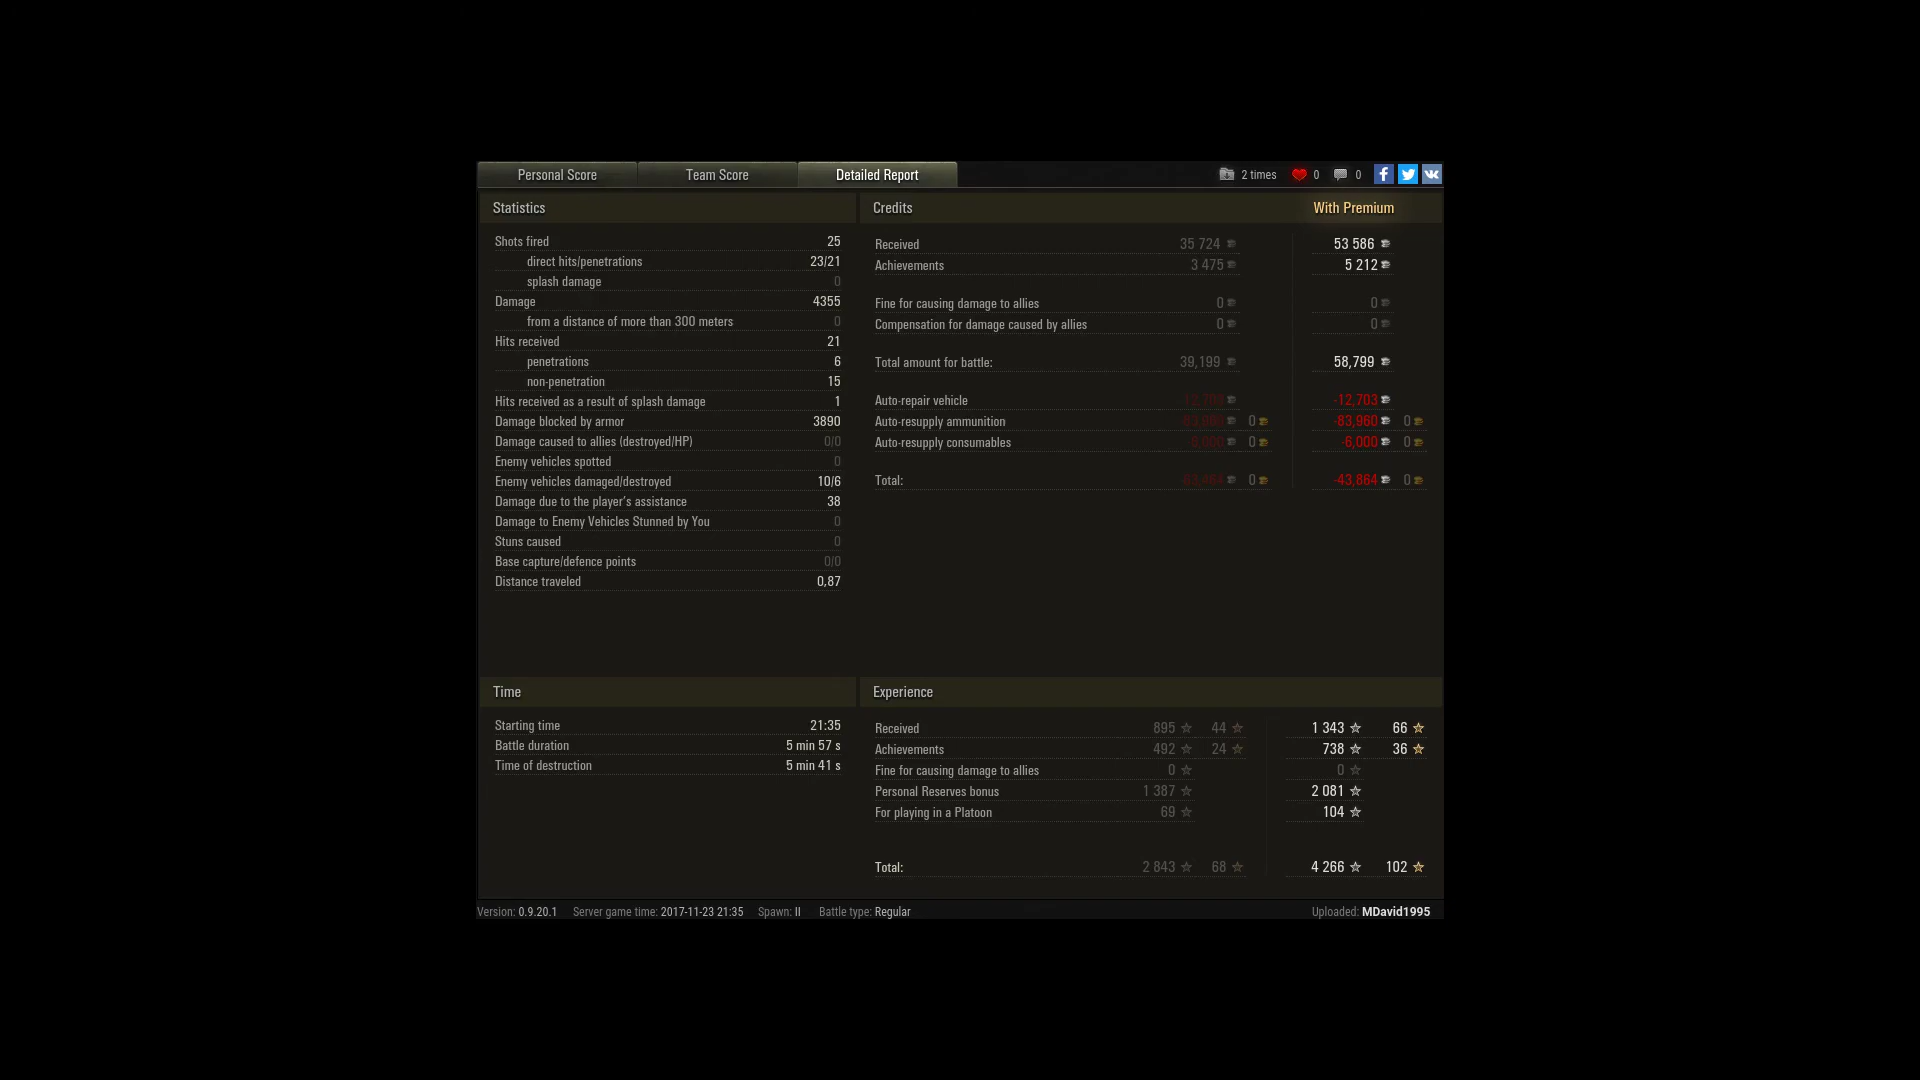 Personal Score Team Score Detailed Report 2 times 0 0
Statistics
Shots fired 25
direct hits/penetrations 23/21
splash damage 0
Damage 4355
from a distance of more than 300 meters 0
Hits received 21
penetrations 6
non-penetration 15
Hits received as a result of splash damage 1
Damage blocked by armor 3890
Damage caused to allies (destroyed/HP) 0/0
Enemy vehicles spotted 0
Enemy vehicles damaged/destroyed 10/6
Damage due to the player's assistance 38
Damage to Enemy Vehicles Stunned by You 0
Stuns caused 0
Base capture/defence points 0/0
Distance traveled 0,87
Credits With Premium
Received 35 724 53 586
Achievements 3 475 5 212
Fine for causing damage to allies 0 0
Compensation for damage caused by allies 0 0
Total amount for battle: 39,199 58,799
Auto-repair vehicle -12,703 -12,703
Auto-resupply ammunition -83,960 0 -83,960 0
Auto-resupply consumables -6,000 0 -6,000 0
Total: -63,464 0 -43,864 0
Time
Starting time 21:35
Battle duration 5 min 57 s
Time of destruction 5 min 41 s
Experience
Received 895 44 1 343 66
Achievements 492 24 738 36
Fine for causing damage to allies 0 0
Personal Reserves bonus 1 387 2 081
For playing in a Platoon 69 104
Total: 2 843 68 4 266 102
Version: 0.9.20.1 Server game time: 2017-11-23 21:35 Spawn: II Battle type: Regular Uploaded: MDavid1995